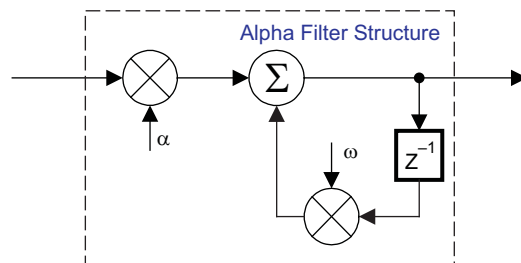 Alpha Filter Structure
Σ
α
ω
z⁻¹